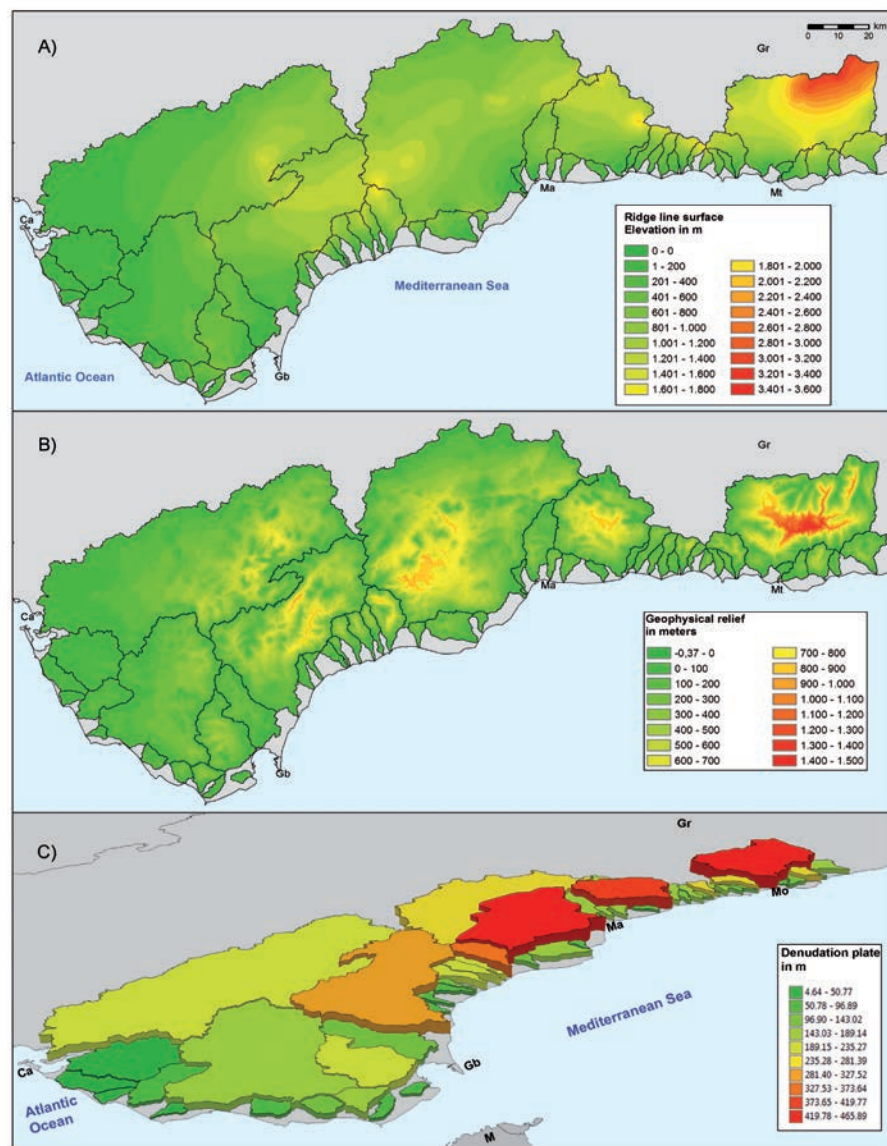 A)
Gr
km
0 5 10 20
Ca
Ma
Mt
Gb
Mediterranean Sea
Atlantic Ocean
Ridge line surface
Elevation in m
0 - 0
1 - 200
201 - 400
401 - 600
601 - 800
801 - 1.000
1.001 - 1.200
1.201 - 1.400
1.401 - 1.600
1.601 - 1.800
1.801 - 2.000
2.001 - 2.200
2.201 - 2.400
2.401 - 2.600
2.601 - 2.800
2.801 - 3.000
3.001 - 3.200
3.201 - 3.400
3.401 - 3.600
B)
Gr
Ca
Ma
Mt
Gb
Geophysical relief
in meters
-0,37 - 0
0 - 100
100 - 200
200 - 300
300 - 400
400 - 500
500 - 600
600 - 700
700 - 800
800 - 900
900 - 1.000
1.000 - 1.100
1.100 - 1.200
1.200 - 1.300
1.300 - 1.400
1.400 - 1.500
C)
Gr
Mo
Ma
Mediterranean Sea
Gb
Ca
Atlantic
Ocean
M
Denudation plate
in m
4.64 - 50.77
50.78 - 96.89
96.90 - 143.02
143.03 - 189.14
189.15 - 235.27
235.28 - 281.39
281.40 - 327.52
327.53 - 373.64
373.65 - 419.77
419.78 - 465.89